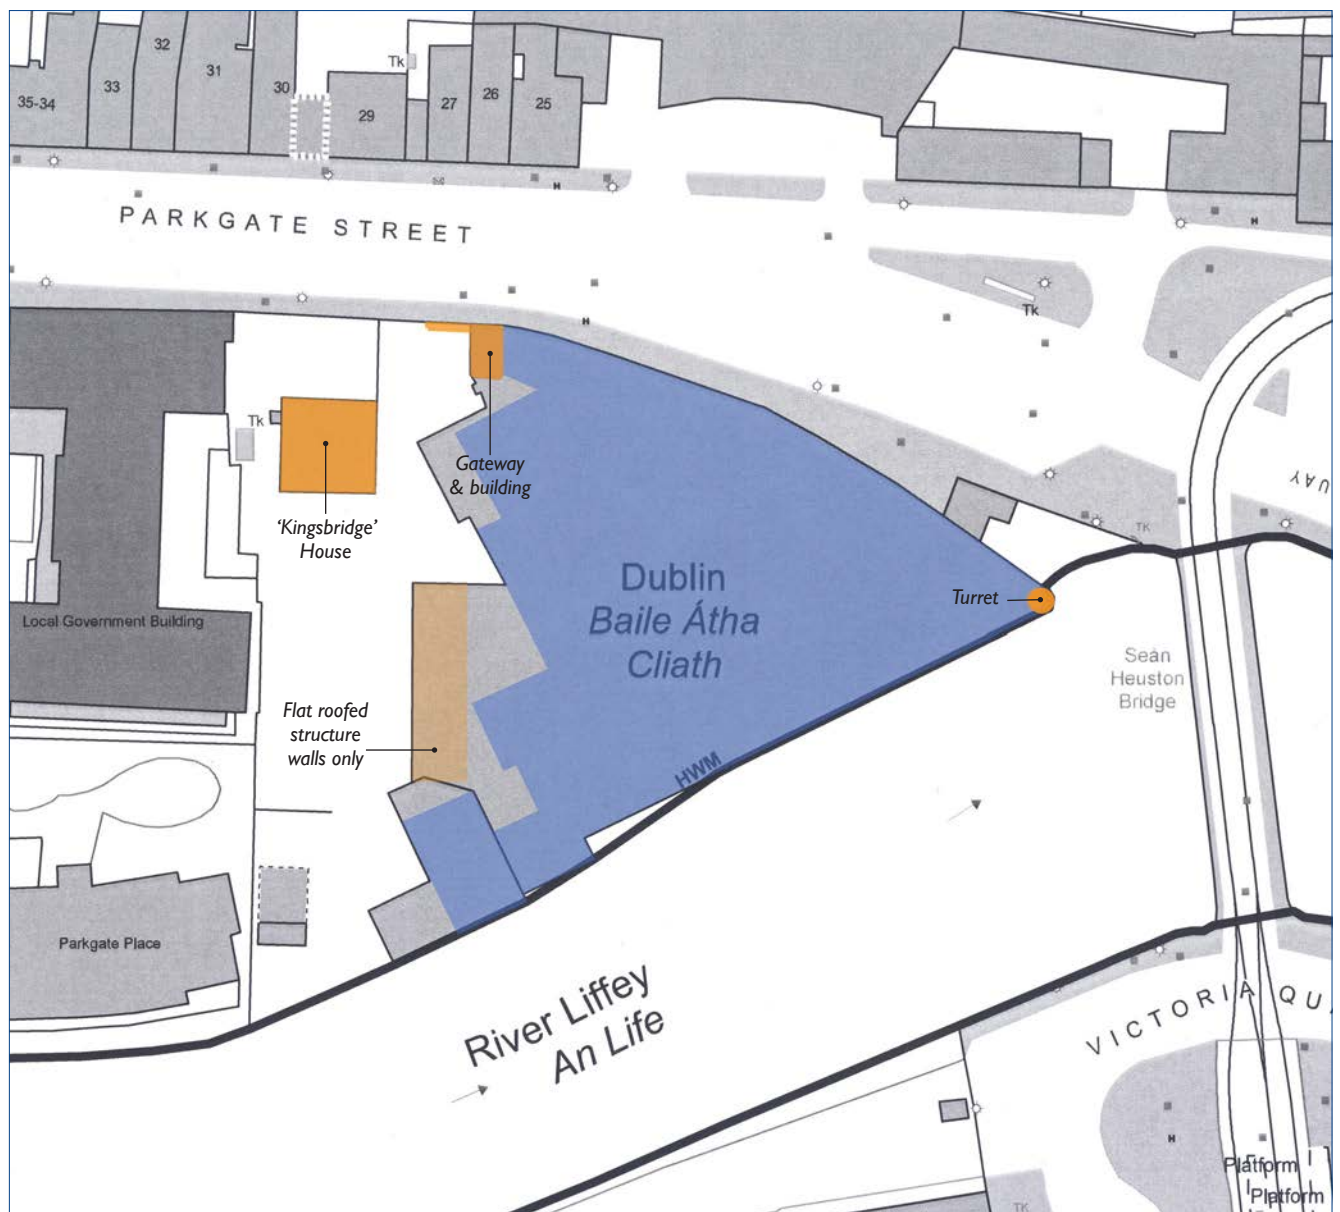 32
Tk
35-34
33
31
30
29
27
26
25
H
PARKGATE STREET
H
H
Tk
Tk
Gateway
& building
'Kingsbridge'
House
UAY
TK
Dublin
Baile Átha
Cliath
Turret
Local Government Building
Seán
Heuston
Bridge
Flat roofed
structure
walls only
HWM
Parkgate Place
River Liffey
An Life
VICTORIA QU
H
Platform
Platform
TK